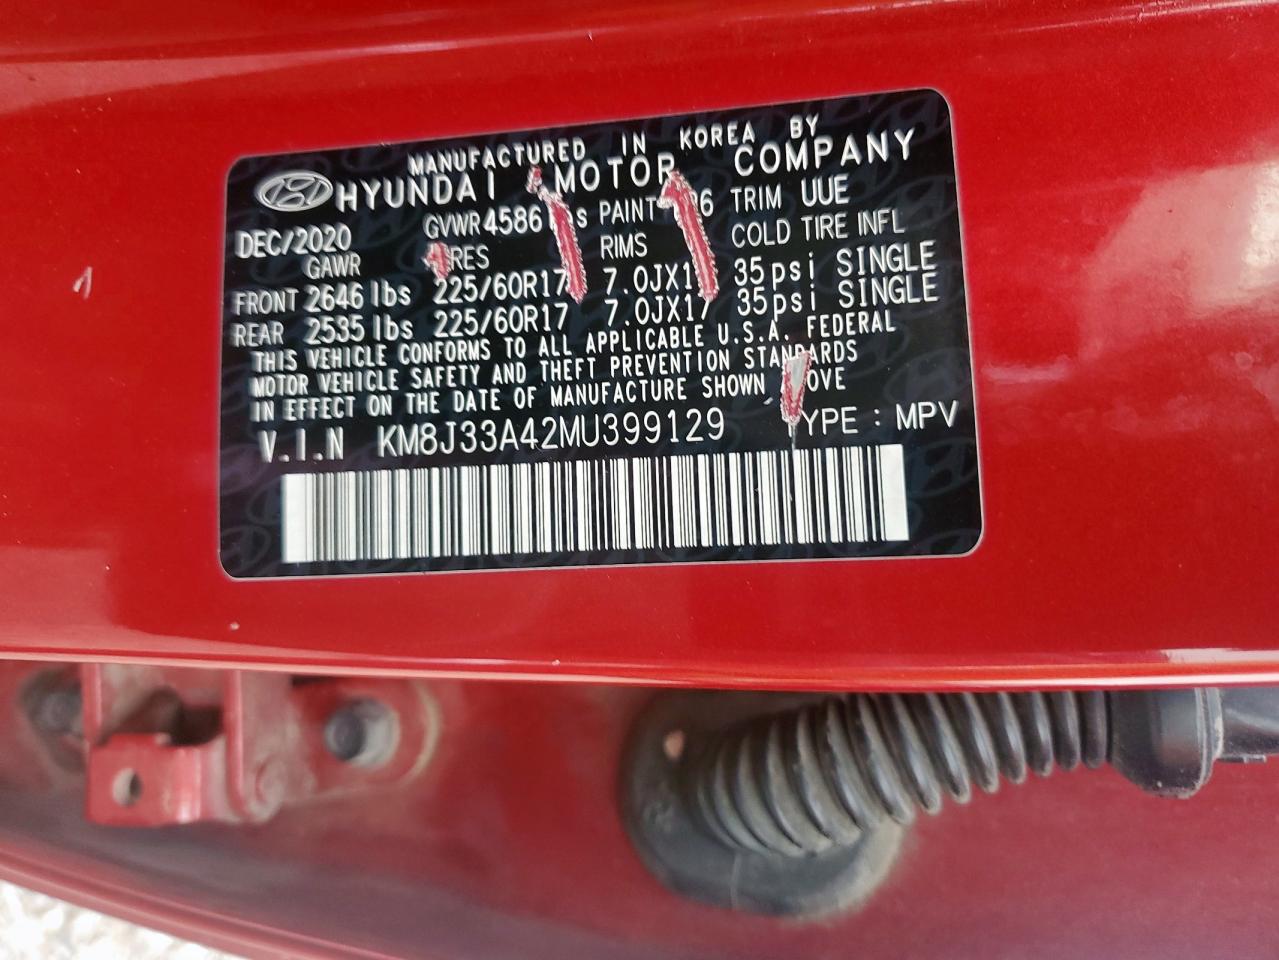 MANUFACTURED IN KOREA BY
HYUNDAI MOTOR COMPANY
DEC/2020 GVWR 4586 PAINT TRIM UUE
GAWR RIMS COLD TIRE INFL
FRONT 2646 lbs 225/60R17 35psi SINGLE
REAR 2535 lbs 225/60R17 7.0JX17 35psi SINGLE
THIS VEHICLE CONFORMS TO ALL APPLICABLE U.S.A. FEDERAL
MOTOR VEHICLE SAFETY AND THEFT PREVENTION STANDARDS
IN EFFECT ON THE DATE OF MANUFACTURE SHOWN
V.I.N KM8J33A42MU399129 TYPE : MPV